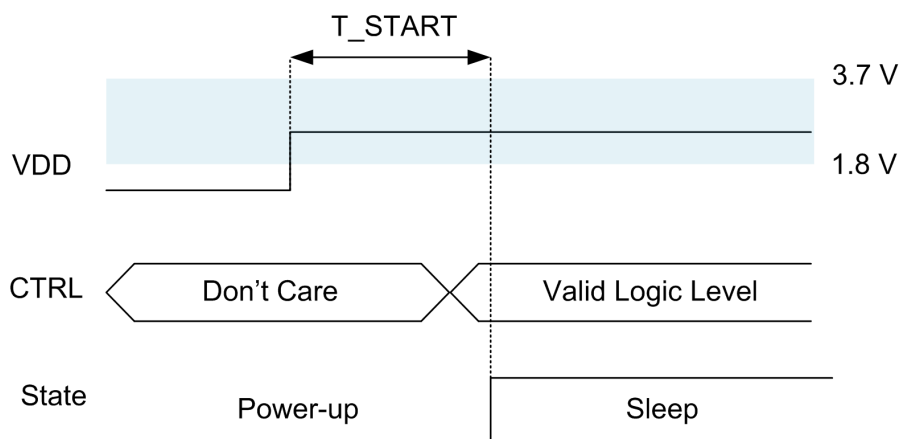 T_START
3.7 V
VDD
1.8 V
CTRL
Don't Care
Valid Logic Level
State
Power-up
Sleep